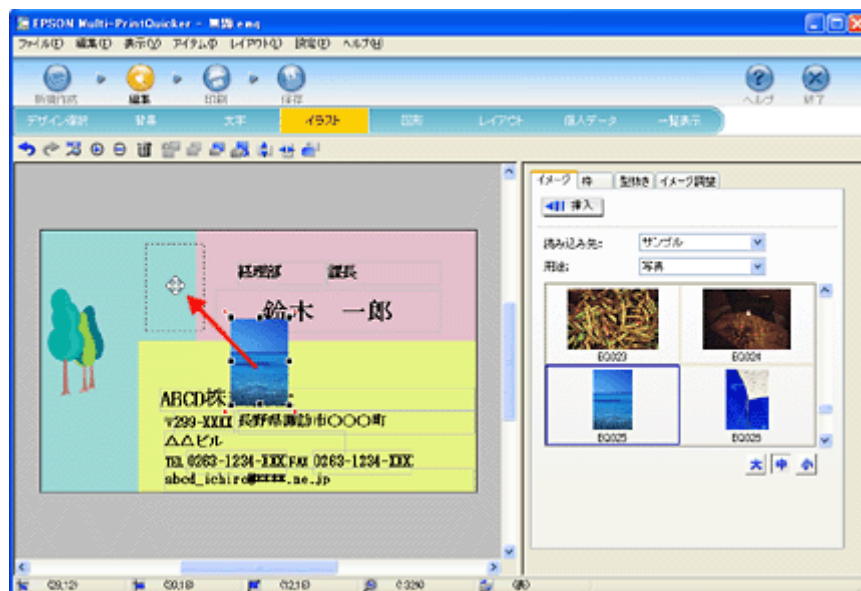 EPSON Multi-PrintQuicker - 無題.emq
ファイル(F) 編集(E) 表示(V) アイテム(I) レイアウト(L) 設定(C) ヘルプ(H)
新規作成 編集 印刷 保存 ヘルプ 終了
デザイン選択 背景 文字 イラスト 図形 レイアウト 個人データ 一覧表示
イメージ 枠 型抜き イメージ調整
挿入
読み込み先: サンプル
用途: 写真
経理部 課長
鈴木 一郎
EQ023 EQ024
ABCD株
〒299-XXXX 長野県諏訪市〇〇〇町
△△ビル
TEL 0263-1234-XXX FAX 0263-1234-XXX
EQ025
大 中 小